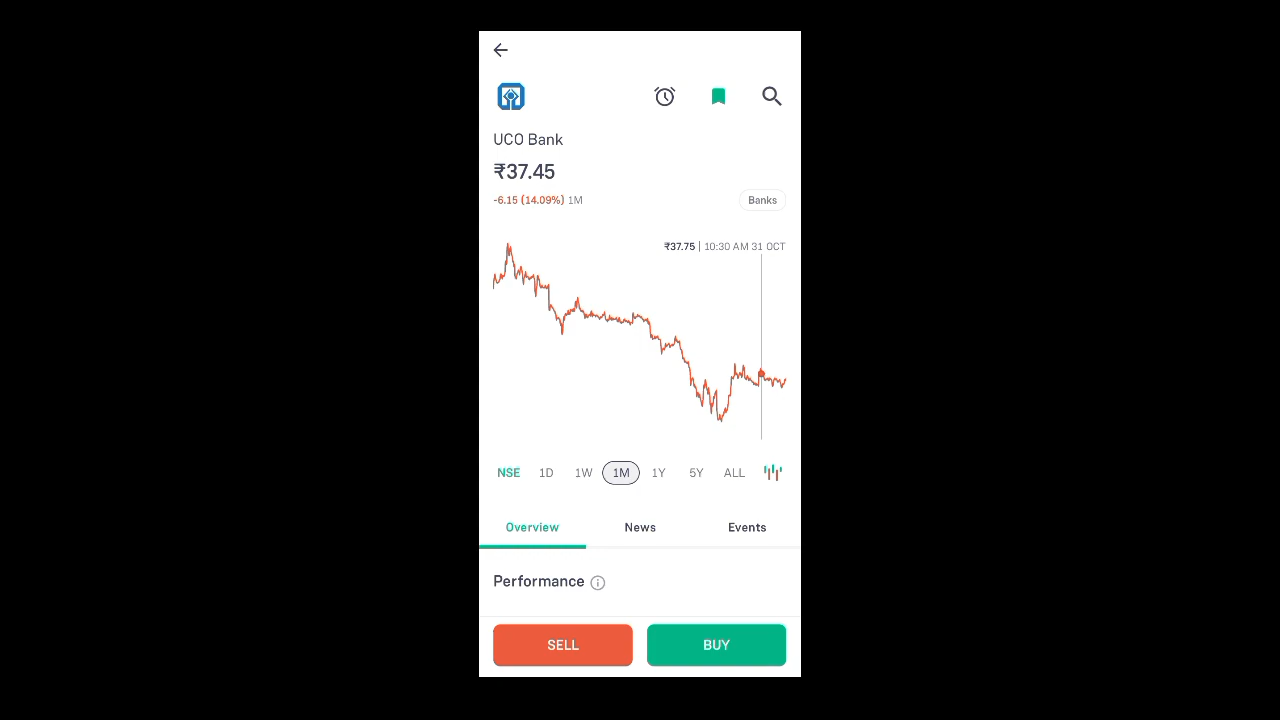 UCO Bank
₹37.45
-6.15 (14.09%) 1M
Banks
₹37.75 | 10:30 AM 31 OCT
NSE 1D 1W 1M 1Y 5Y ALL
Overview News Events
Performance
SELL BUY